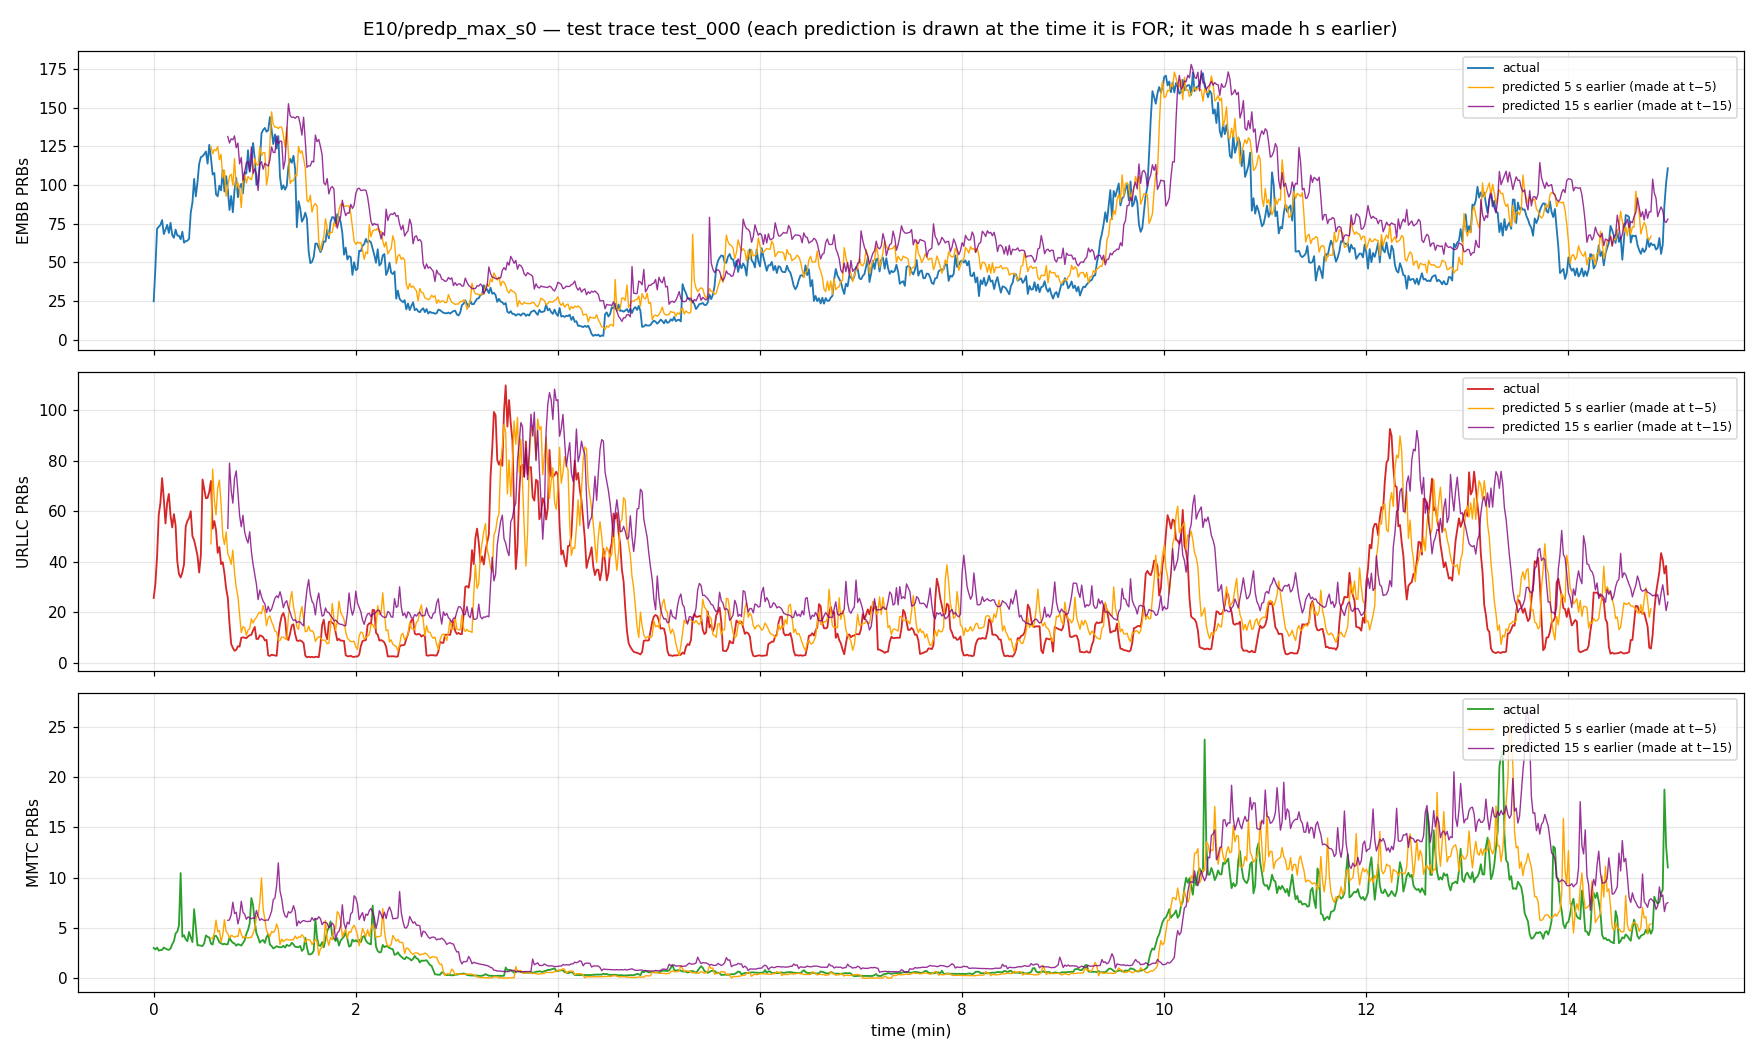 E10/predp_max_s0 — test trace test_000 (each prediction is drawn at the time it is FOR; it was made h s earlier)
EMBB PRBs
175
150
125
100
75
50
25
0
actual
predicted 5 s earlier (made at t−5)
predicted 15 s earlier (made at t−15)
URLLC PRBs
100
80
60
40
20
0
actual
predicted 5 s earlier (made at t−5)
predicted 15 s earlier (made at t−15)
MMTC PRBs
25
20
15
10
5
0
actual
predicted 5 s earlier (made at t−5)
predicted 15 s earlier (made at t−15)
0 2 4 6 8 10 12 14
time (min)